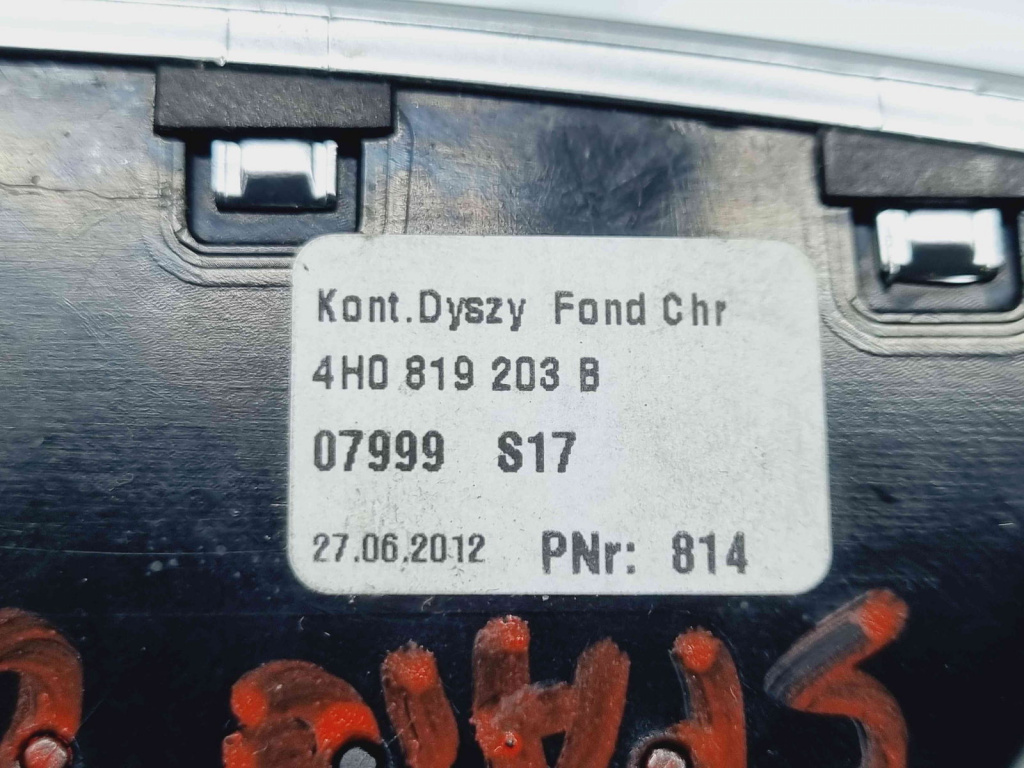 Kont.Dyszy Fond Chr
4H0 819 203 B
07999 S17
27.06.2012 PNr: 814